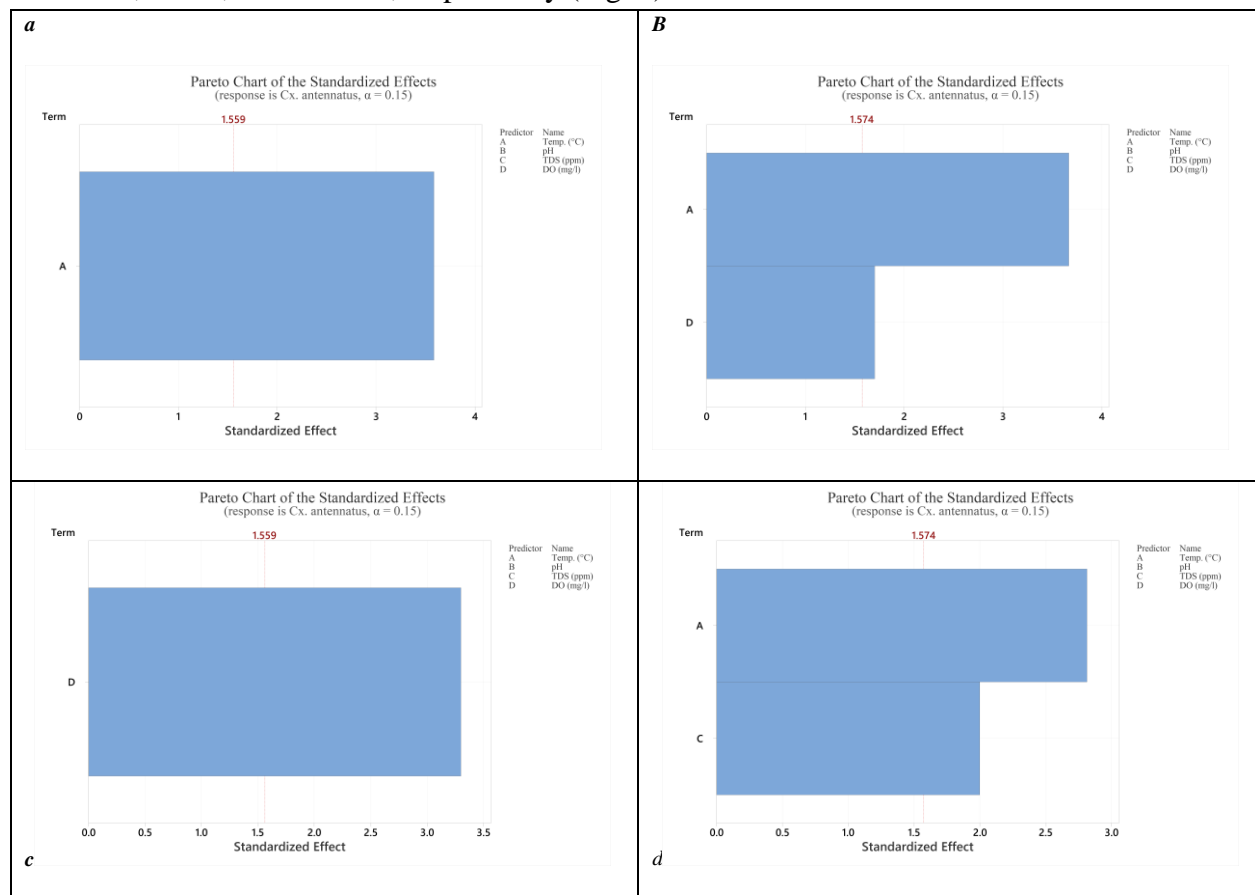 a
Pareto Chart of the Standardized Effects
(response is Cx. antennatus, α = 0.15)
Term
1.559
Predictor Name
A Temp. (°C)
B pH
C TDS (ppm)
D DO (mg/l)
A
0 1 2 3 4
Standardized Effect
B
Pareto Chart of the Standardized Effects
(response is Cx. antennatus, α = 0.15)
Term
1.574
Predictor Name
A Temp. (°C)
B pH
C TDS (ppm)
D DO (mg/l)
A
D
0 1 2 3 4
Standardized Effect
Pareto Chart of the Standardized Effects
(response is Cx. antennatus, α = 0.15)
Term
1.559
Predictor Name
A Temp. (°C)
B pH
C TDS (ppm)
D DO (mg/l)
D
0.0 0.5 1.0 1.5 2.0 2.5 3.0 3.5
Standardized Effect
c
Pareto Chart of the Standardized Effects
(response is Cx. antennatus, α = 0.15)
Term
1.574
Predictor Name
A Temp. (°C)
B pH
C TDS (ppm)
D DO (mg/l)
A
C
0.0 0.5 1.0 1.5 2.0 2.5 3.0
Standardized Effect
d